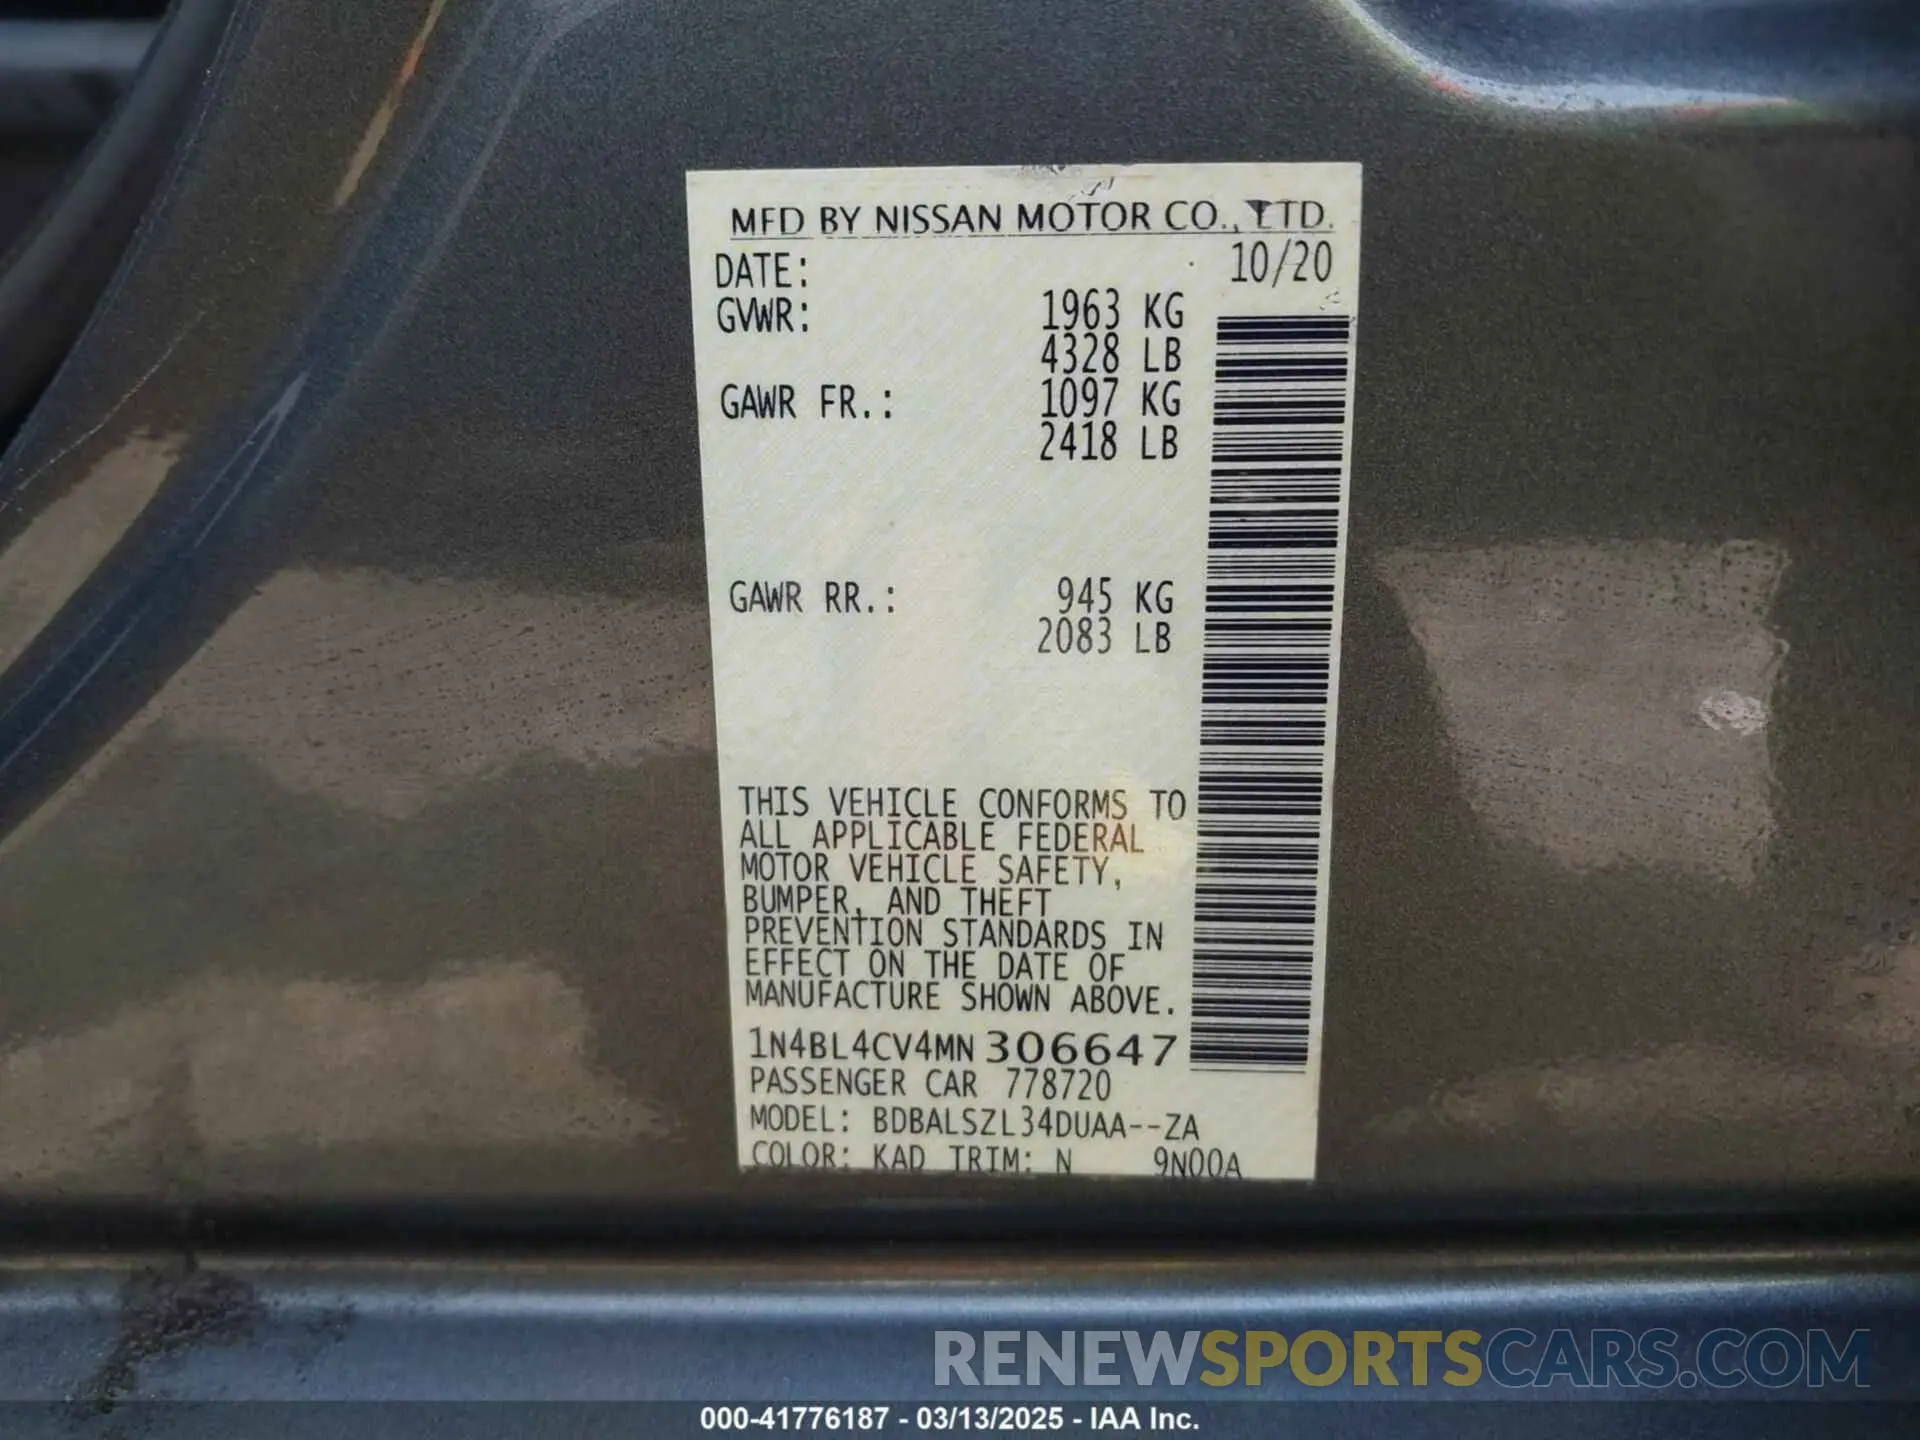 MFD BY NISSAN MOTOR CO., LTD.
DATE: 10/20
GVWR: 1963 KG
4328 LB
GAWR FR.: 1097 KG
2418 LB
GAWR RR.: 945 KG
2083 LB
THIS VEHICLE CONFORMS TO
ALL APPLICABLE FEDERAL
MOTOR VEHICLE SAFETY,
BUMPER, AND THEFT
PREVENTION STANDARDS IN
EFFECT ON THE DATE OF
MANUFACTURE SHOWN ABOVE.
1N4BL4CV4MN306647
PASSENGER CAR 778720
MODEL: BDBALSZL34DUAA--ZA
COLOR: KAD TRIM: N 9N00A
RENEWSPORTSCARS.COM
000-41776187 - 03/13/2025 - IAA Inc.